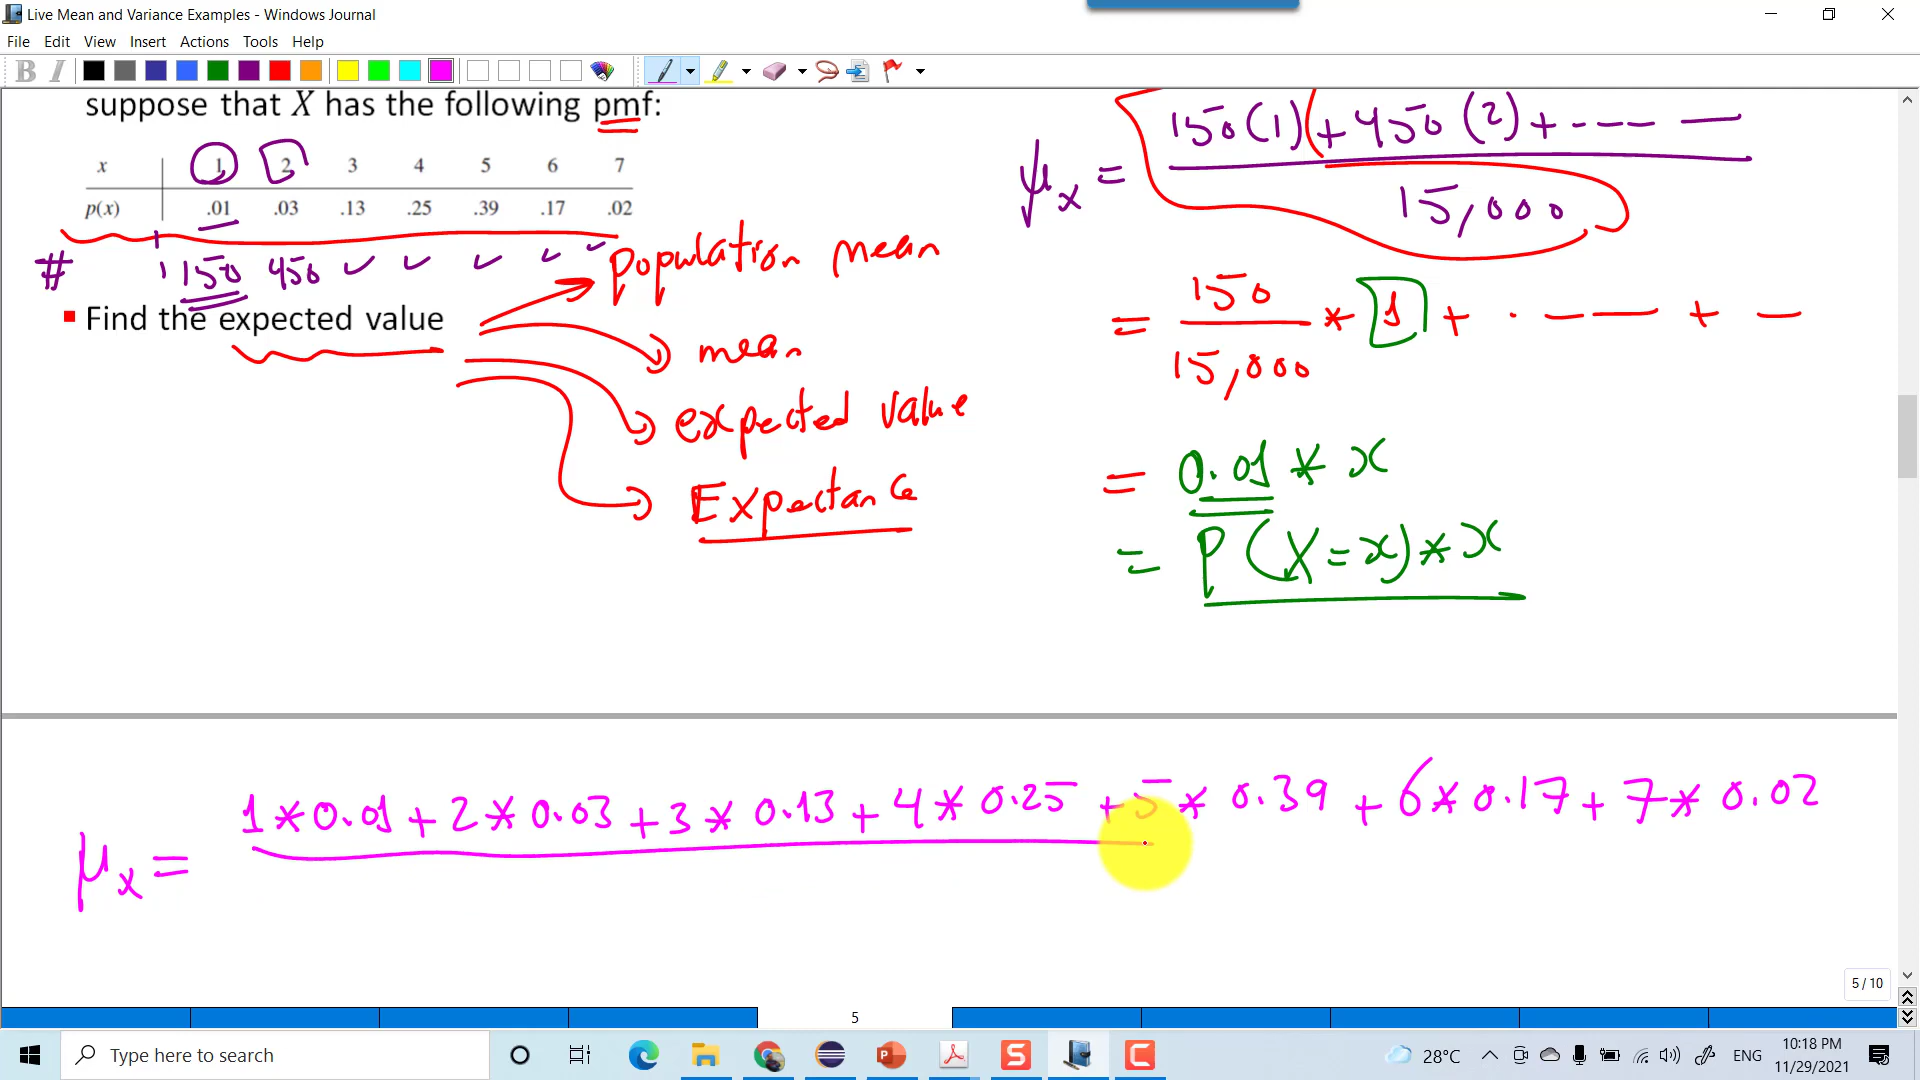 Live Mean and Variance Examples - Windows Journal
File Edit View Insert Actions Tools Help
B I
suppose that X has the following pmf:
x 1 2 3 4 5 6 7
p(x) .01 .03 .13 .25 .39 .17 .02
# 150 450
Find the expected value
Population mean
mean
expected value
Expectance
150(1) + 450(2) + ---- —
μx =
15,000
= 150 * 1 + . - — — + —
15,000
= 0.01 * x
= P(X=x) * x
1*0.01+2*0.03+3*0.13+4*0.25+5*0.39+6*0.17+7*0.02
μx =
5 / 10
5
Type here to search
28°C
ENG
10:18 PM
11/29/2021